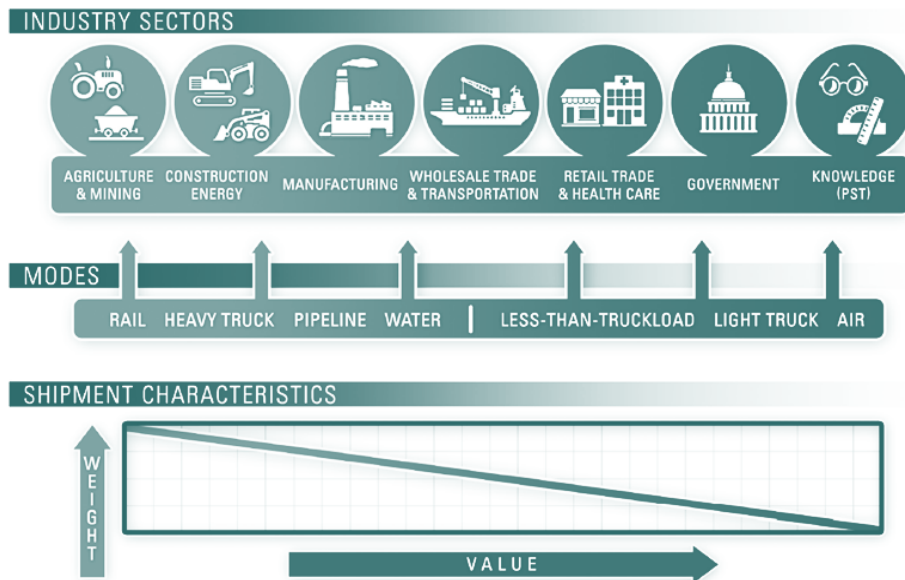 INDUSTRY SECTORS
AGRICULTURE
& MINING
CONSTRUCTION
ENERGY
MANUFACTURING
WHOLESALE TRADE
& TRANSPORTATION
RETAIL TRADE
& HEALTH CARE
GOVERNMENT
KNOWLEDGE
(PST)
MODES
RAIL HEAVY TRUCK PIPELINE WATER | LESS-THAN-TRUCKLOAD LIGHT TRUCK AIR
SHIPMENT CHARACTERISTICS
WEIGHT
VALUE